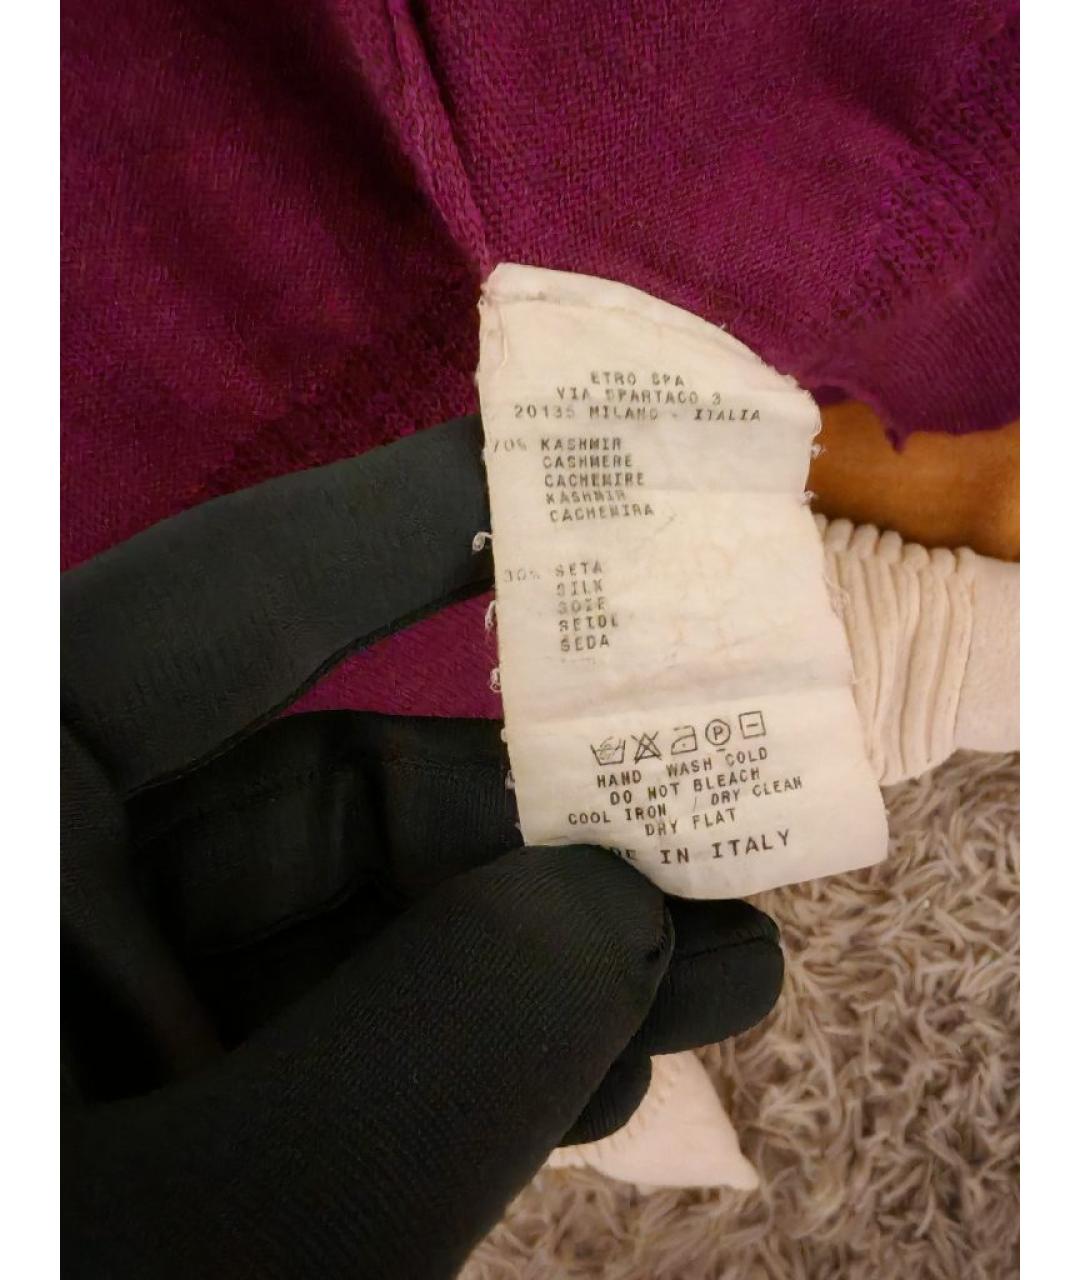 ETRO SPA
VIA SPARTACO 3
20135 MILANO - ITALIA
70% KASHMIR
CASHMERE
CACHEMIRE
KASHMIR
CACHEMIRA
30% SETA
SILK
SOIE
SEIDE
SEDA
P
HAND WASH COLD
DO NOT BLEACH
COOL IRON / DRY CLEAN
DRY FLAT
IN ITALY